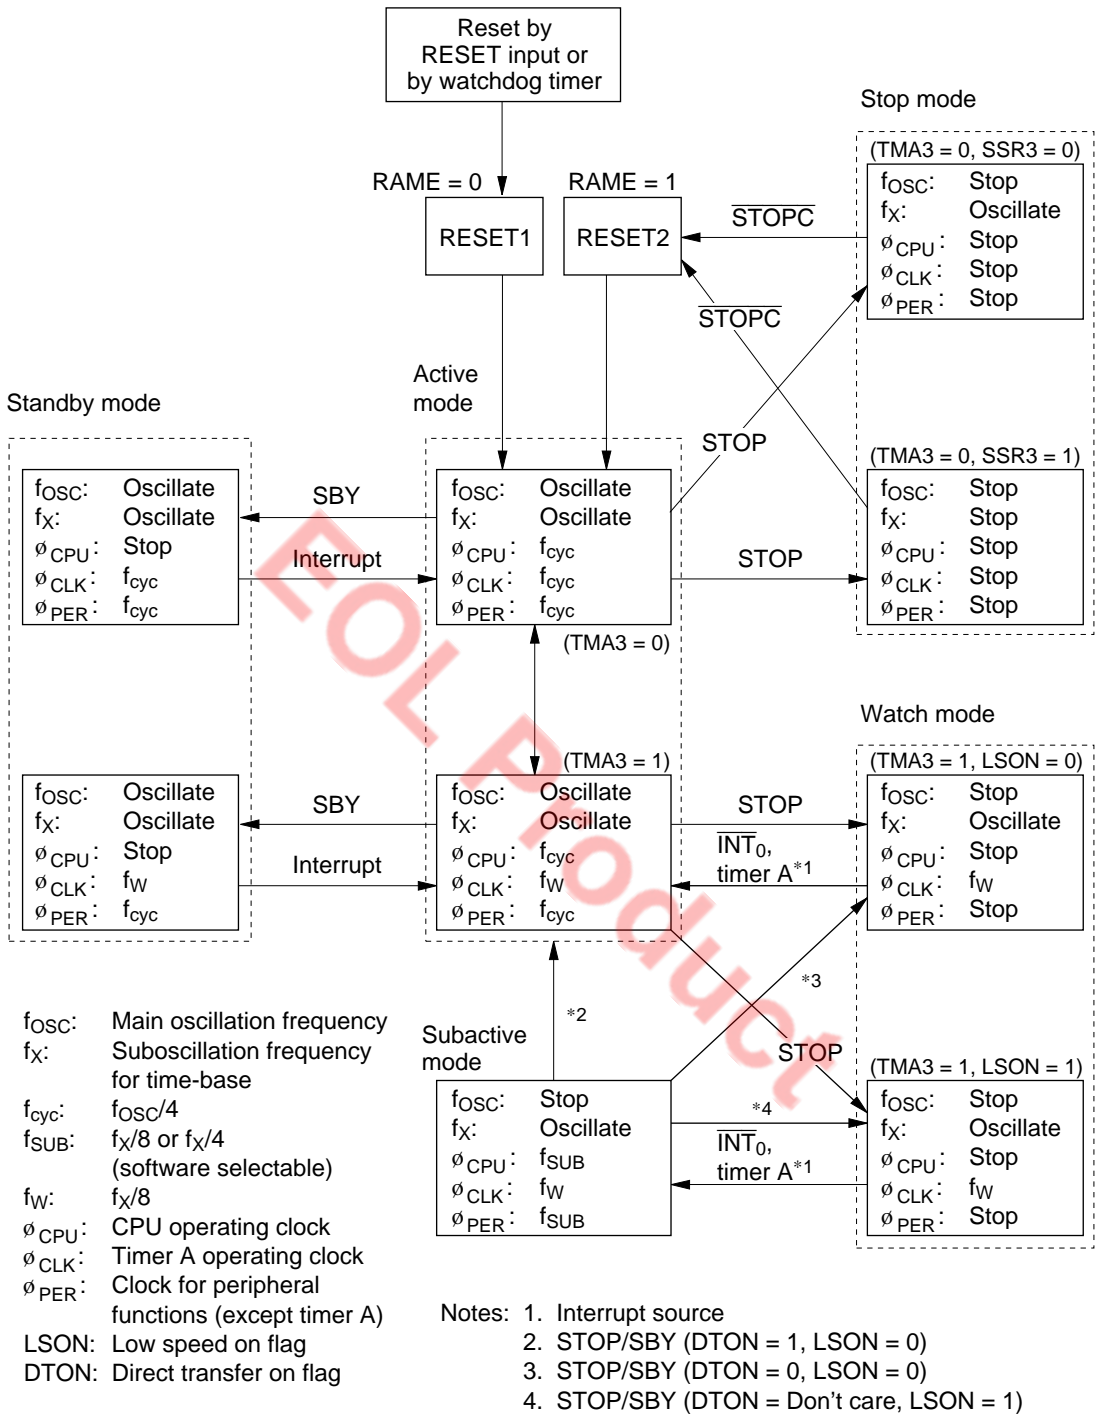 Reset by
RESET input or
by watchdog timer
Stop mode
RAME = 0
RAME = 1
(TMA3 = 0, SSR3 = 0)
RESET1
RESET2
STOPC
fOSC: Stop
fX: Oscillate
øCPU: Stop
øCLK: Stop
øPER: Stop
STOPC
Active
mode
Standby mode
STOP
(TMA3 = 0, SSR3 = 1)
fOSC: Oscillate
fX: Oscillate
øCPU: Stop
øCLK: fcyc
øPER: fcyc
SBY
Interrupt
fOSC: Oscillate
fX: Oscillate
øCPU: fcyc
øCLK: fcyc
øPER: fcyc
(TMA3 = 0)
STOP
fOSC: Stop
fX: Stop
øCPU: Stop
øCLK: Stop
øPER: Stop
Watch mode
(TMA3 = 1)
(TMA3 = 1, LSON = 0)
fOSC: Oscillate
fX: Oscillate
øCPU: Stop
øCLK: fW
øPER: fcyc
SBY
Interrupt
fOSC: Oscillate
fX: Oscillate
øCPU: fcyc
øCLK: fW
øPER: fcyc
STOP
INT0,
timer A*1
fOSC: Stop
fX: Oscillate
øCPU: Stop
øCLK: fW
øPER: Stop
*3
*2
Subactive
mode
STOP
(TMA3 = 1, LSON = 1)
fOSC: Stop
fX: Oscillate
øCPU: fSUB
øCLK: fW
øPER: fSUB
*4
INT0,
timer A*1
fOSC: Stop
fX: Oscillate
øCPU: Stop
øCLK: fW
øPER: Stop
fOSC: Main oscillation frequency
fX: Suboscillation frequency
for time-base
fcyc: fOSC/4
fSUB: fX/8 or fX/4
(software selectable)
fW: fX/8
øCPU: CPU operating clock
øCLK: Timer A operating clock
øPER: Clock for peripheral
functions (except timer A)
LSON: Low speed on flag
DTON: Direct transfer on flag
Notes: 1. Interrupt source
2. STOP/SBY (DTON = 1, LSON = 0)
3. STOP/SBY (DTON = 0, LSON = 0)
4. STOP/SBY (DTON = Don't care, LSON = 1)
EOL Product